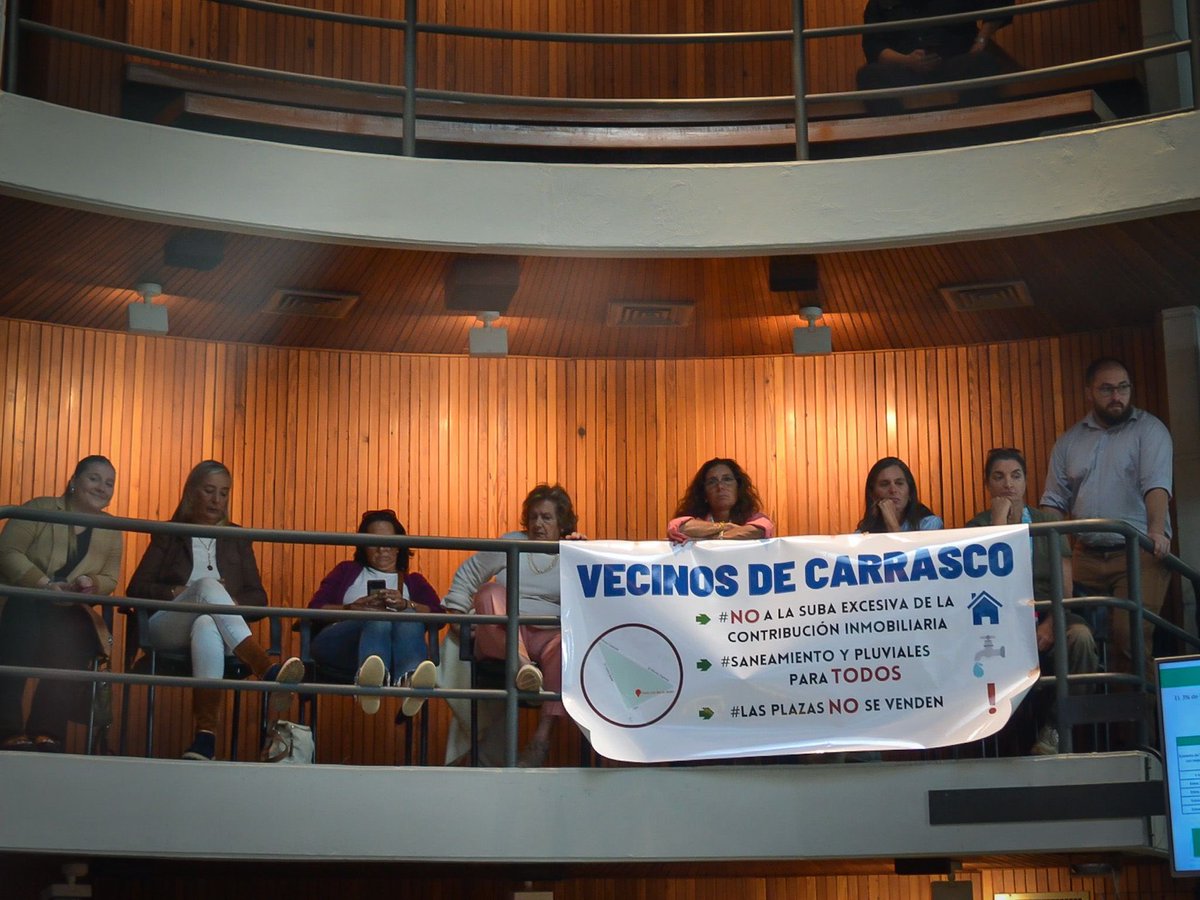 VECINOS DE CARRASCO
#NO A LA SUBA EXCESIVA DE LA
CONTRIBUCIÓN INMOBILIARIA
#SANEAMIENTO Y PLUVIALES
PARA TODOS
#LAS PLAZAS NO SE VENDEN